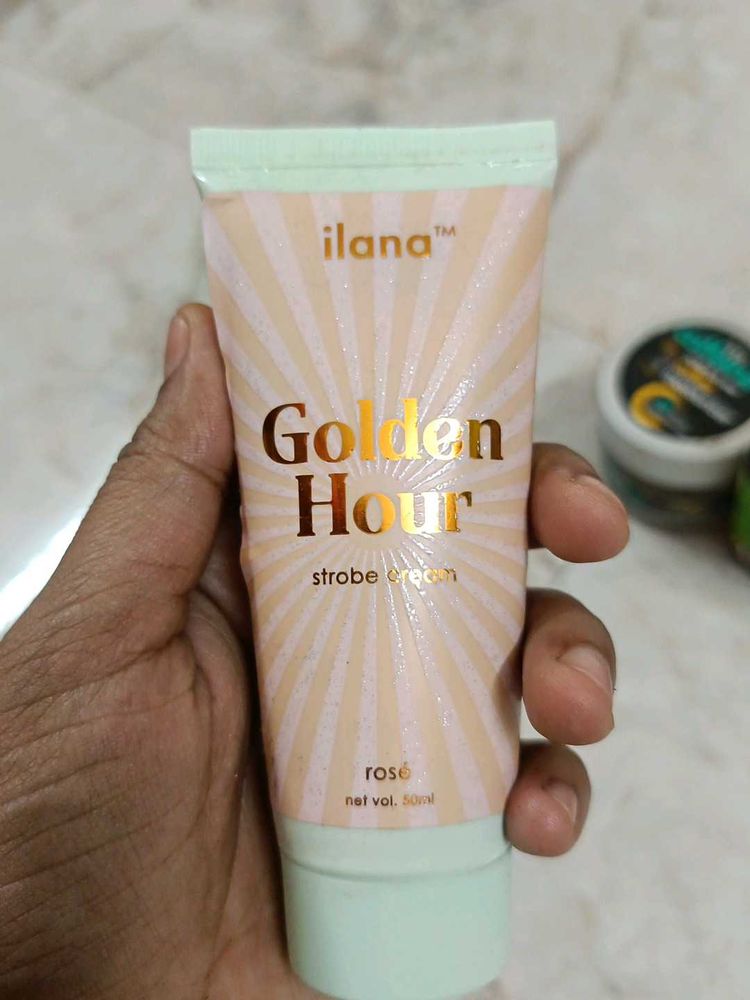 ilana™
Golden
Hour
strobe cream
rosé
net vol. 50ml